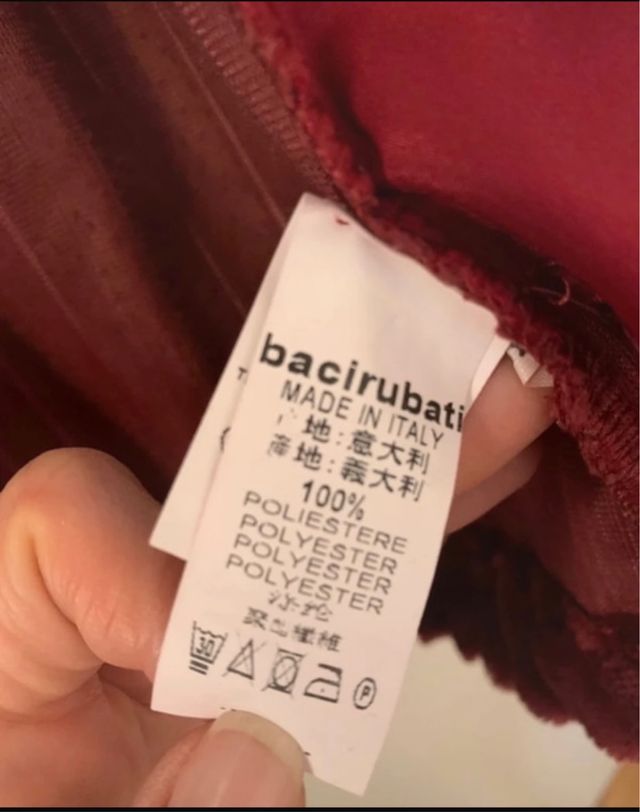 bacirubati
MADE IN ITALY
地:意大利
產地:義大利
100%
POLIESTERE
POLYESTER
POLYESTER
POLYESTER
P